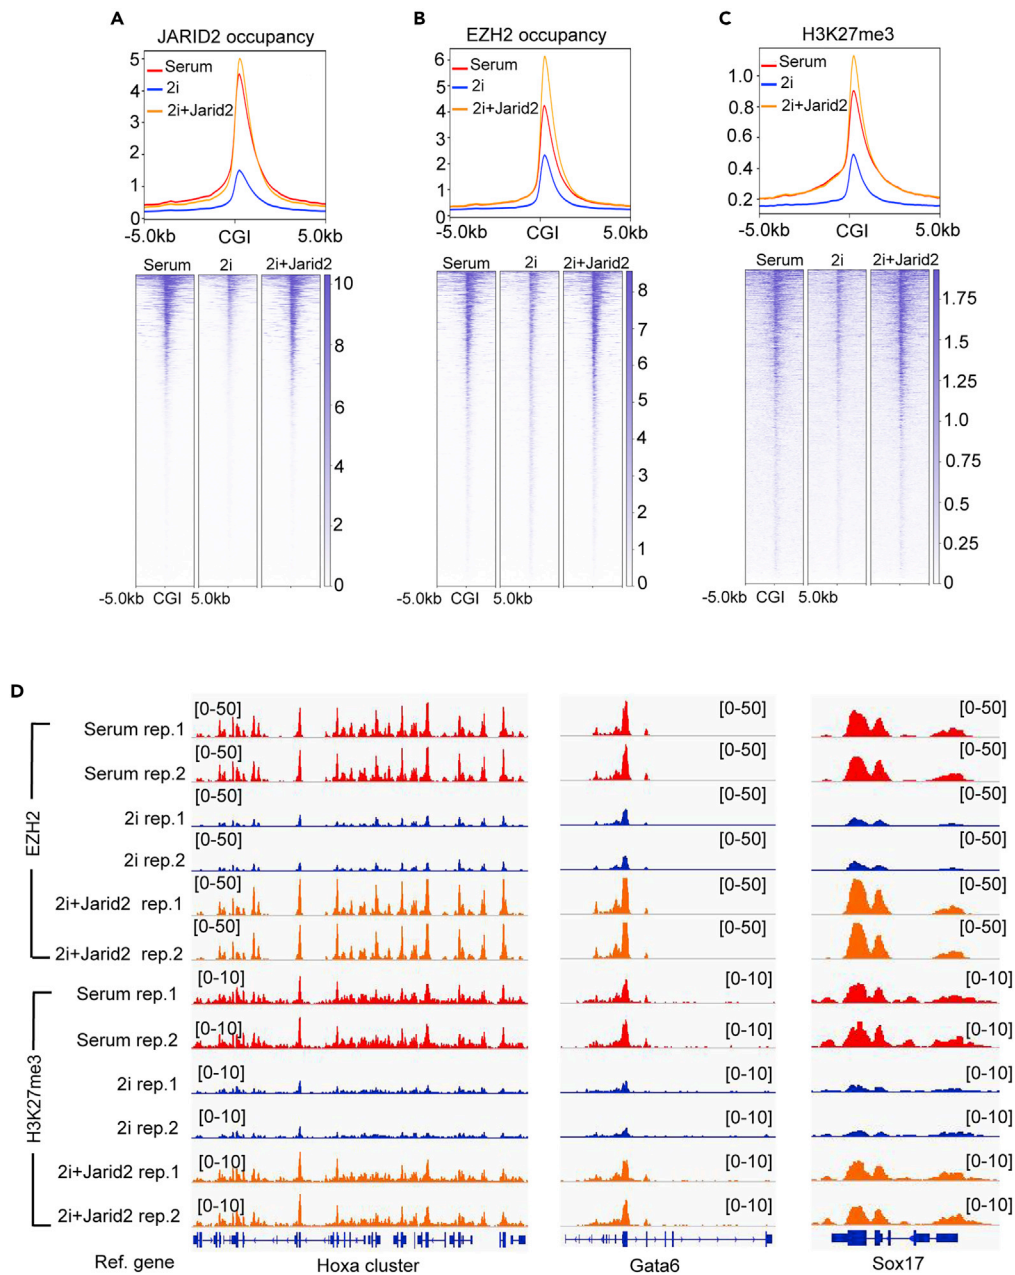 A
JARID2 occupancy
5
4
3
2
1
0
Serum
2i
2i+Jarid2
-5.0kb CGI 5.0kb
Serum 2i 2i+Jarid2
10
8
6
4
2
0
-5.0kb CGI 5.0kb
B
EZH2 occupancy
6
5
4
3
2
1
0
Serum
2i
2i+Jarid2
-5.0kb CGI 5.0kb
Serum 2i 2i+Jarid2
8
7
6
5
4
3
2
1
0
-5.0kb CGI 5.0kb
C
H3K27me3
1.0
0.8
0.6
0.4
0.2
Serum
2i
2i+Jarid2
-5.0kb CGI 5.0kb
Serum 2i 2i+Jarid2
1.75
1.5
1.25
1.0
0.75
0.5
0.25
0
-5.0kb CGI 5.0kb
D
EZH2
Serum rep.1 [0-50] [0-50] [0-50]
Serum rep.2 [0-50] [0-50] [0-50]
2i rep.1 [0-50] [0-50] [0-50]
2i rep.2 [0-50] [0-50] [0-50]
2i+Jarid2 rep.1 [0-50] [0-50] [0-50]
2i+Jarid2 rep.2 [0-50] [0-50] [0-50]
H3K27me3
Serum rep.1 [0-10] [0-10] [0-10]
Serum rep.2 [0-10] [0-10] [0-10]
2i rep.1 [0-10] [0-10] [0-10]
2i rep.2 [0-10] [0-10] [0-10]
2i+Jarid2 rep.1 [0-10] [0-10] [0-10]
2i+Jarid2 rep.2 [0-10] [0-10] [0-10]
Ref. gene Hoxa cluster Gata6 Sox17